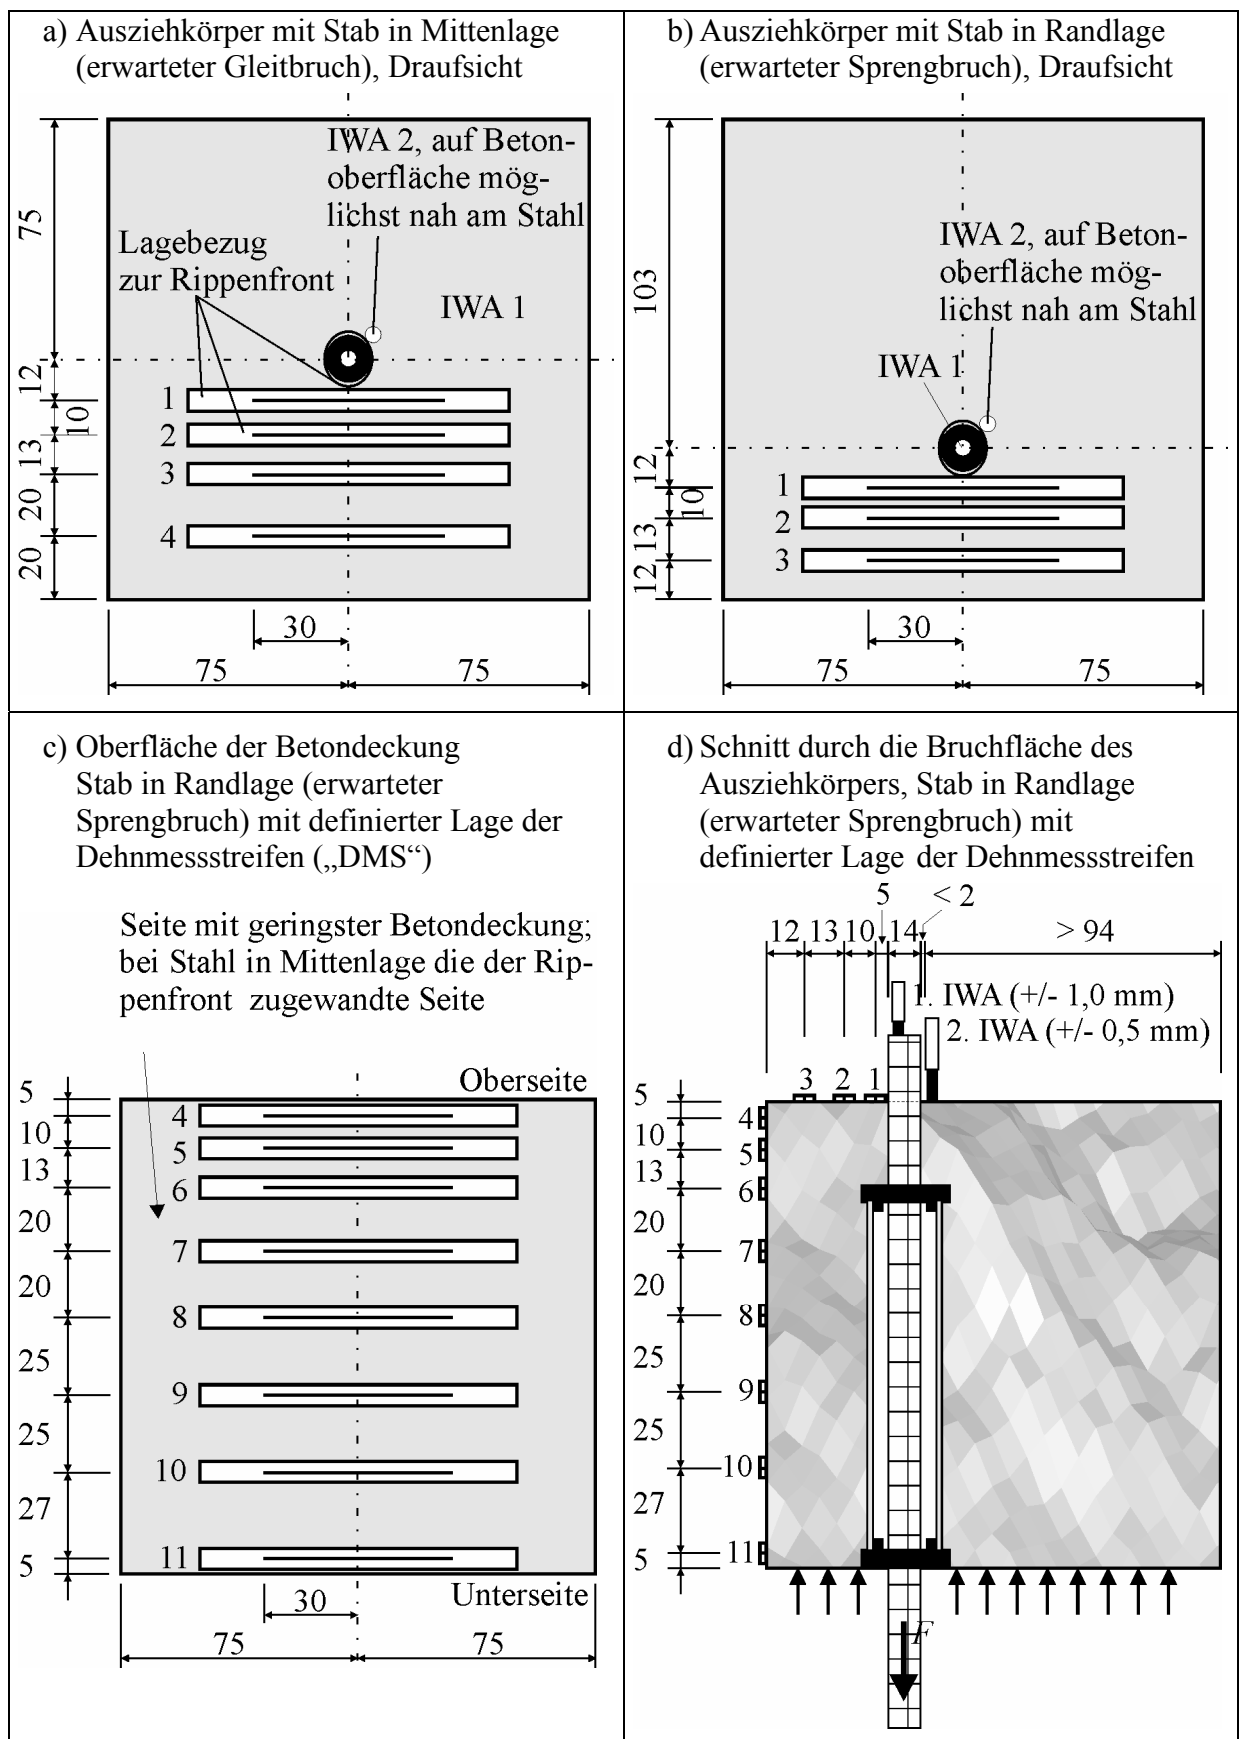 a) Ausziehkörper mit Stab in Mittenlage
(erwarteter Gleitbruch), Draufsicht
IWA 2, auf Beton-
oberfläche mög-
lichst nah am Stahl
Lagebezug
zur Rippenfront
IWA 1
75
12
10
13
20
20
1
2
3
4
30
75
75
b) Ausziehkörper mit Stab in Randlage
(erwarteter Sprengbruch), Draufsicht
IWA 2, auf Beton-
oberfläche mög-
lichst nah am Stahl
IWA 1
103
12
10
13
12
1
2
3
30
75
75
c) Oberfläche der Betondeckung
Stab in Randlage (erwarteter
Sprengbruch) mit definierter Lage der
Dehnmessstreifen („DMS“)
Seite mit geringster Betondeckung;
bei Stahl in Mittenlage die der Rip-
penfront zugewandte Seite
Oberseite
5
10
13
20
20
25
25
27
5
4
5
6
7
8
9
10
11
Unterseite
30
75
75
d) Schnitt durch die Bruchfläche des
Ausziehkörpers, Stab in Randlage
(erwarteter Sprengbruch) mit
definierter Lage der Dehnmessstreifen
5
< 2
12
13
10
14
> 94
1. IWA (+/- 1,0 mm)
2. IWA (+/- 0,5 mm)
3
2
1
5
10
13
20
20
25
25
27
5
4
5
6
7
8
9
10
11
F